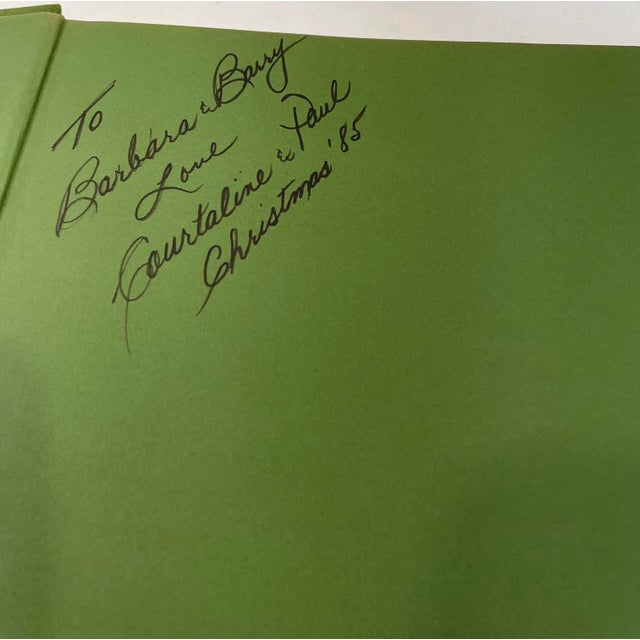 To
Barbara & Barry
Love
Courtaline & Paul
Christmas '85